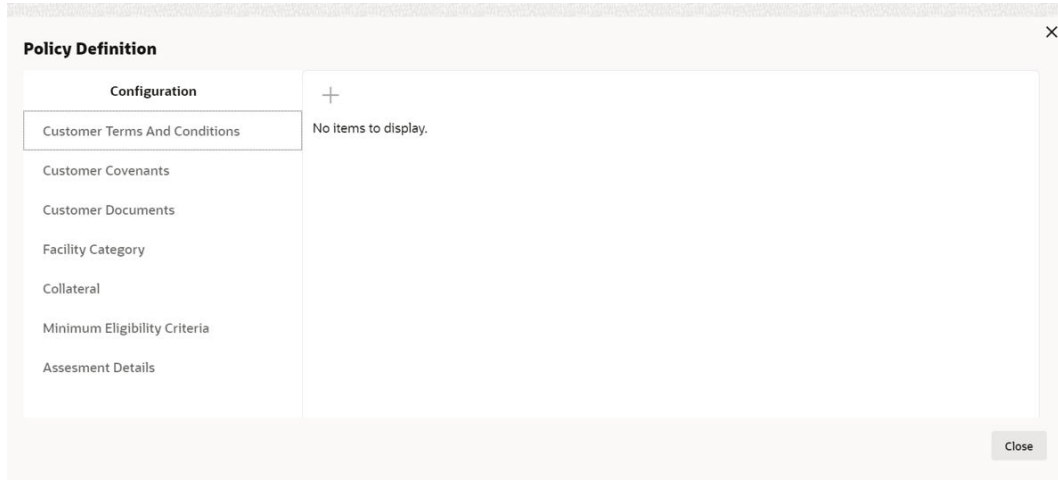 Policy Definition
Configuration
Customer Terms And Conditions
No items to display.
Customer Covenants
Customer Documents
Facility Category
Collateral
Minimum Eligibility Criteria
Assesment Details
Close